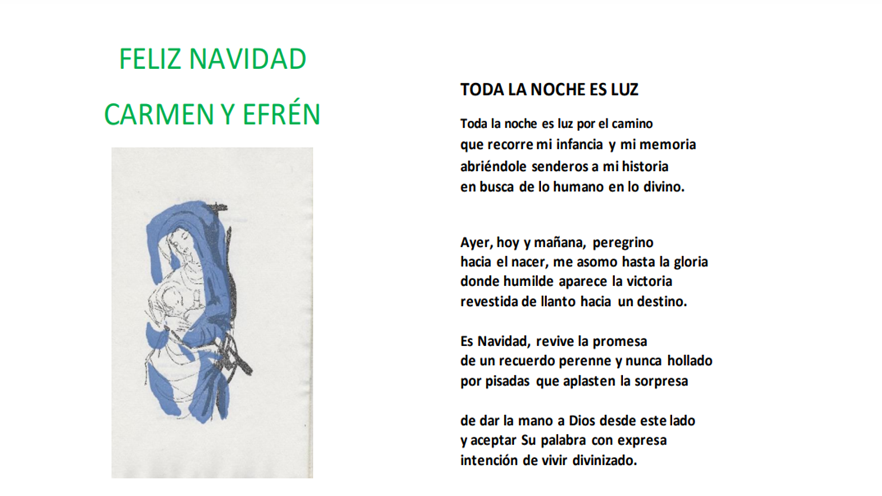 FELIZ NAVIDAD
CARMEN Y EFRÉN
TODA LA NOCHE ES LUZ
Toda la noche es luz por el camino
que recorre mi infancia y mi memoria
abriéndole senderos a mi historia
en busca de lo humano en lo divino.
Ayer, hoy y mañana, peregrino
hacia el nacer, me asomo hasta la gloria
donde humilde aparece la victoria
revestida de llanto hacia un destino.
Es Navidad, revive la promesa
de un recuerdo perenne y nunca hollado
por pisadas que aplasten la sorpresa
de dar la mano a Dios desde este lado
y aceptar Su palabra con expresa
intención de vivir divinizado.